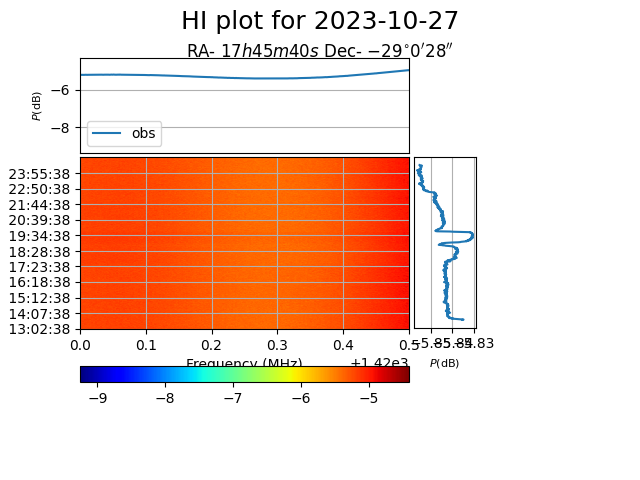 HI plot for 2023-10-27
RA- 17h45m40s Dec- −29°0′28″
P(dB)
−6
−8
obs
23:55:38
22:50:38
21:44:38
20:39:38
19:34:38
18:28:38
17:23:38
16:18:38
15:12:38
14:07:38
13:02:38
0.0 0.1 0.2 0.3 0.4 0.5
Frequency (MHz)
+1.42e3
P(dB)
−9 −8 −7 −6 −5